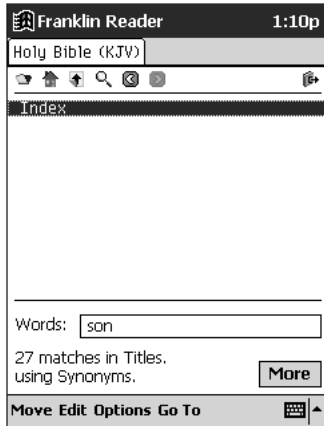 Franklin Reader 1:10p
Holy Bible (KJV)
Index
Words: son
27 matches in Titles.
using Synonyms.
More
Move Edit Options Go To